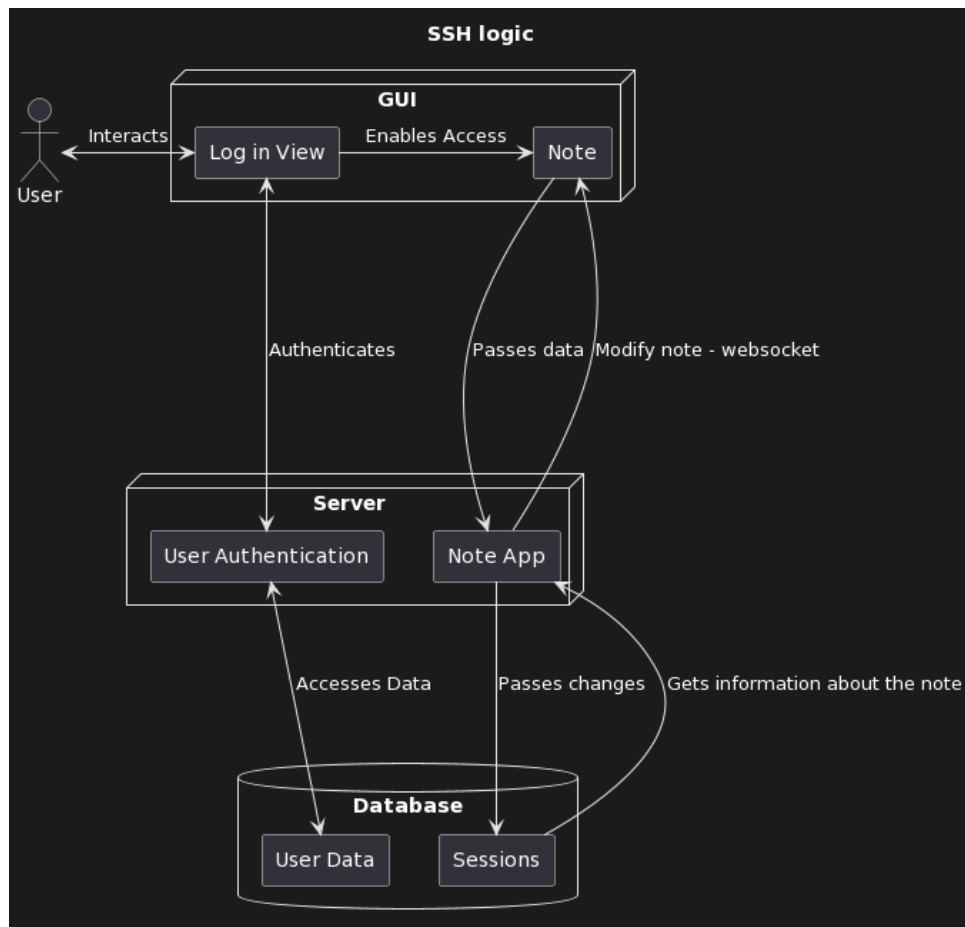 SSH logic
GUI
Interacts
Log in View
Enables Access
Note
User
Authenticates
Passes data
Modify note - websocket
Server
User Authentication
Note App
Accesses Data
Passes changes
Gets information about the note
Database
User Data
Sessions